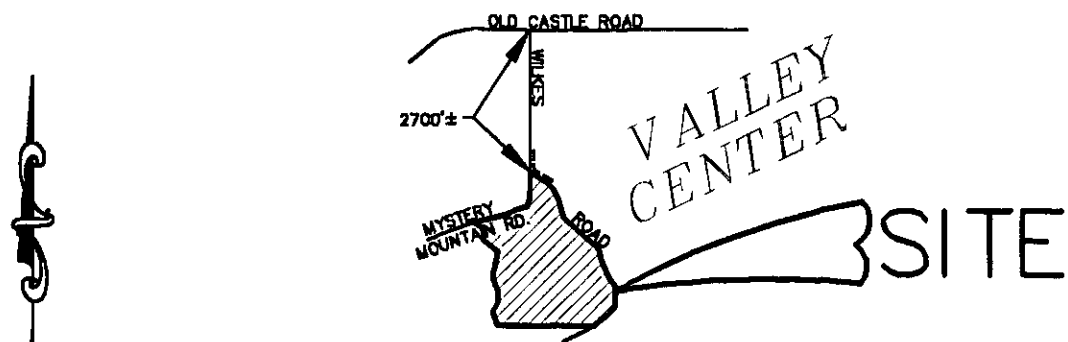 OLD CASTLE ROAD
WILKES
2700'±
VALLEY
CENTER
MYSTERY
MOUNTAIN RD.
ROAD
SITE